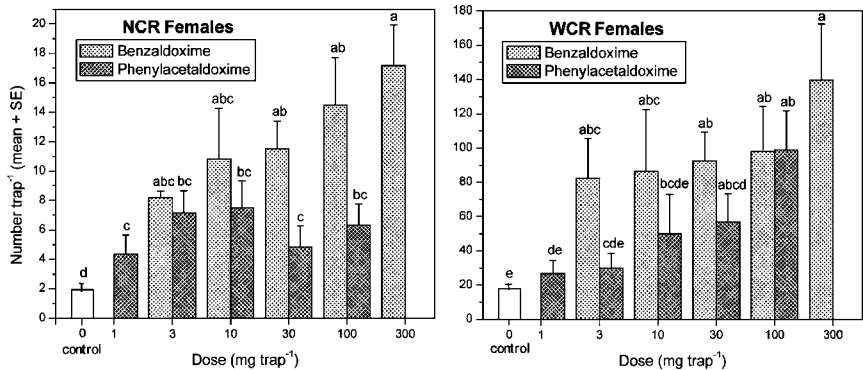 NCR Females
Benzaldoxime
Phenylacetaldoxime
Number trap⁻¹ (mean + SE)
20
18
16
14
12
10
8
6
4
2
0
d
c
abc
bc
abc
bc
ab
c
ab
bc
a
0
control
1
3
10
30
100
300
Dose (mg trap⁻¹)
WCR Females
Benzaldoxime
Phenylacetaldoxime
180
160
140
120
100
80
60
40
20
0
e
de
abc
cde
abc
bcde
ab
abcd
ab
ab
a
0
control
1
3
10
30
100
300
Dose (mg trap⁻¹)